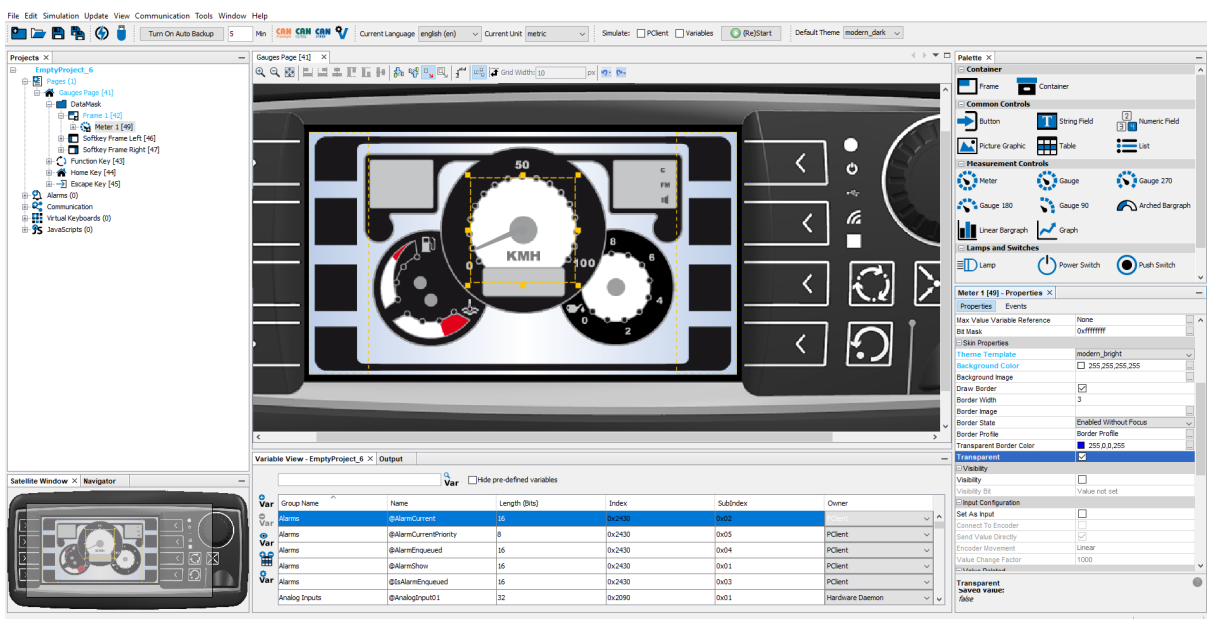 File Edit Simulation Update View Communication Tools Window Help
Turn On Auto Backup 5 Min CAN CAN CAN Current Language english (en) Current Unit metric Simulate: PClient Variables (Re)Start Default Theme modern_dark
Projects
EmptyProject_6
Pages (1)
Gauges Page [41]
DataMask
Frame 1 [42]
Meter 1 [49]
Softkey Frame Left [46]
Softkey Frame Right [47]
Function Key [43]
Home Key [44]
Escape Key [45]
Alarms (0)
Communication
Virtual Keyboards (0)
JavaScripts (0)
Satellite Window Navigator
Gauges Page [41]
Grid Width: 10 px
50
C
FM
KMH
0 100
8
6
4
2
0
Variable View - EmptyProject_6 Output
Var Hide pre-defined variables
Var
Var
Var
Var
Group Name Name Length (Bits) Index SubIndex Owner
Alarms @AlarmCurrent 16 0x2430 0x02 PClient
Alarms @AlarmCurrentPriority 8 0x2430 0x05 PClient
Alarms @AlarmEnqueued 16 0x2430 0x04 PClient
Alarms @AlarmShow 16 0x2430 0x01 PClient
Alarms @IsAlarmEnqueued 16 0x2430 0x03 PClient
Analog Inputs @AnalogInput01 32 0x2090 0x01 Hardware Daemon
Palette
Container
Frame Container
Common Controls
Button String Field Numeric Field
Picture Graphic Table List
Measurement Controls
Meter Gauge Gauge 270
Gauge 180 Gauge 90 Arched Bargraph
Linear Bargraph Graph
Lamps and Switches
Lamp Power Switch Push Switch
Meter 1 [49] - Properties
Properties Events
Max Value Variable Reference None
Bit Mask 0xffffffff
Skin Properties
Theme Template modern_bright
Background Color 255,255,255,255
Background Image
Draw Border
Border Width 3
Border Image
Border State Enabled Without Focus
Border Profile Border Profile
Transparent Border Color 255,0,0,255
Transparent
Visibility
Visibility
Visibility Bit Value not set
Input Configuration
Set As Input
Connect To Encoder
Send Value Directly
Encoder Movement Linear
Value Change Factor 1000
Transparent
Saved value:
false